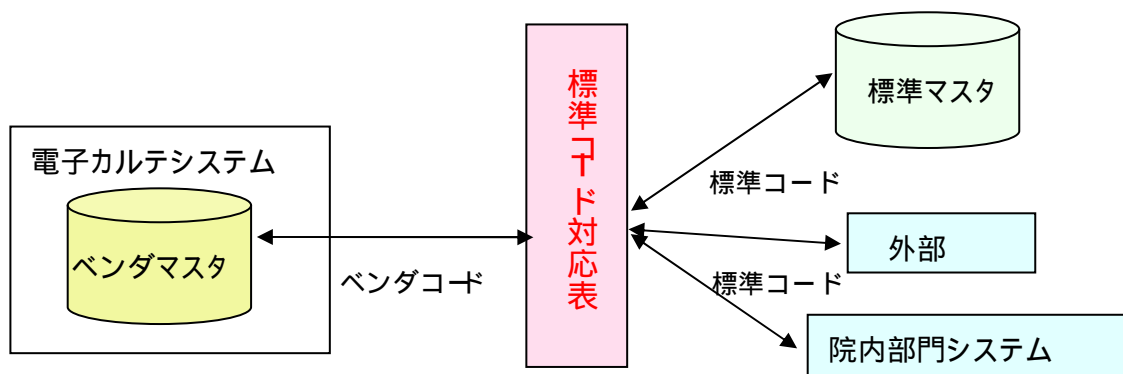 電子カルテシステム
ベンダマスタ
ベンダコード
標準コード対応表
標準マスタ
標準コード
外部
標準コード
院内部門システム